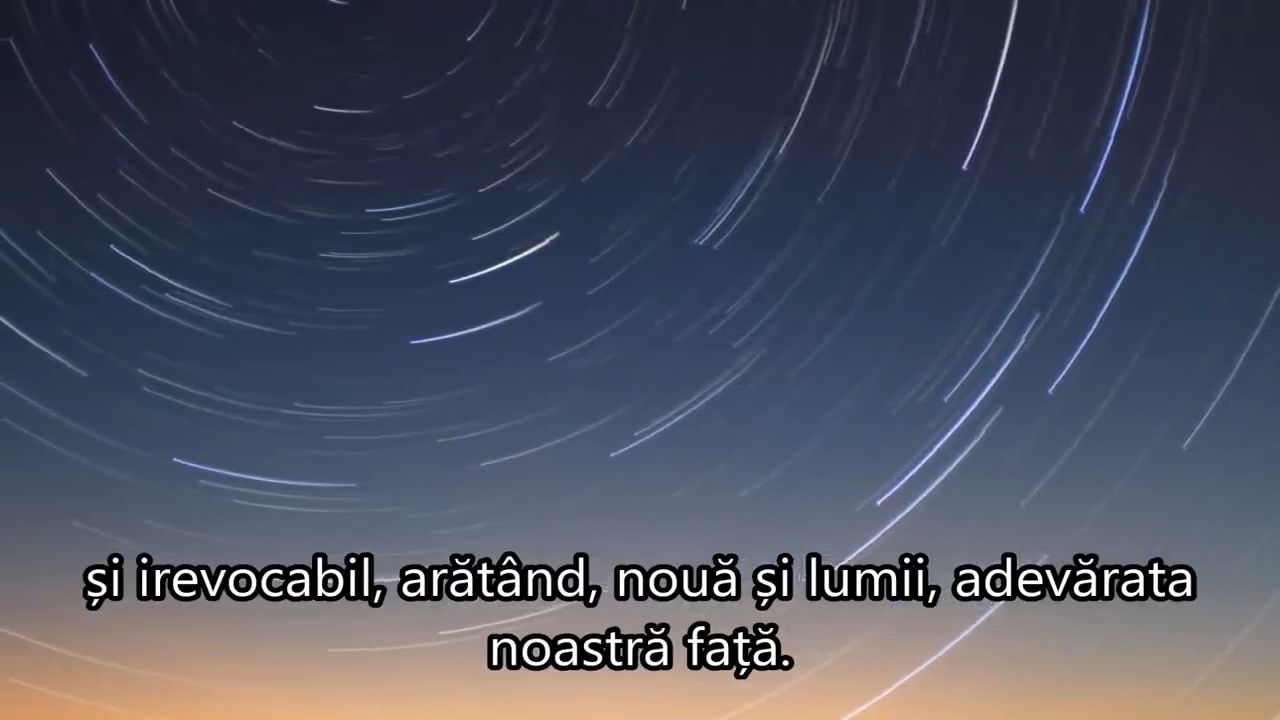 și irevocabil, arătând, nouă și lumii, adevărata
noastră față.